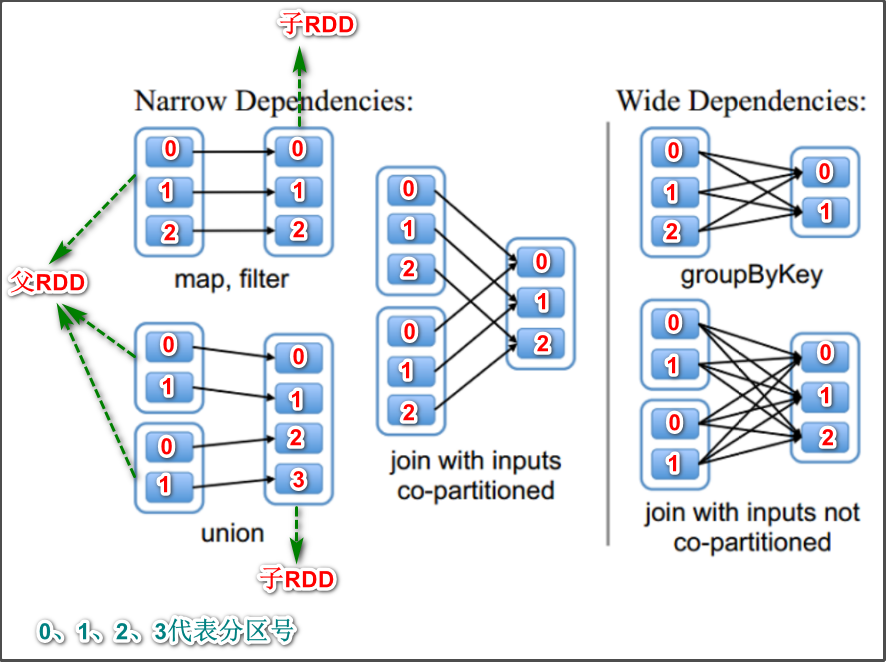 子RDD
Narrow Dependencies:
Wide Dependencies:
0 0
1 1
2 2
map, filter
父RDD
0 0
1 1
0 2
1 3
union
子RDD
0
1
2
0
1
2
0
1
2
join with inputs
co-partitioned
0 0
1 1
2
groupByKey
0 0
1 1
0 2
1
join with inputs not
co-partitioned
0、1、2、3代表分区号